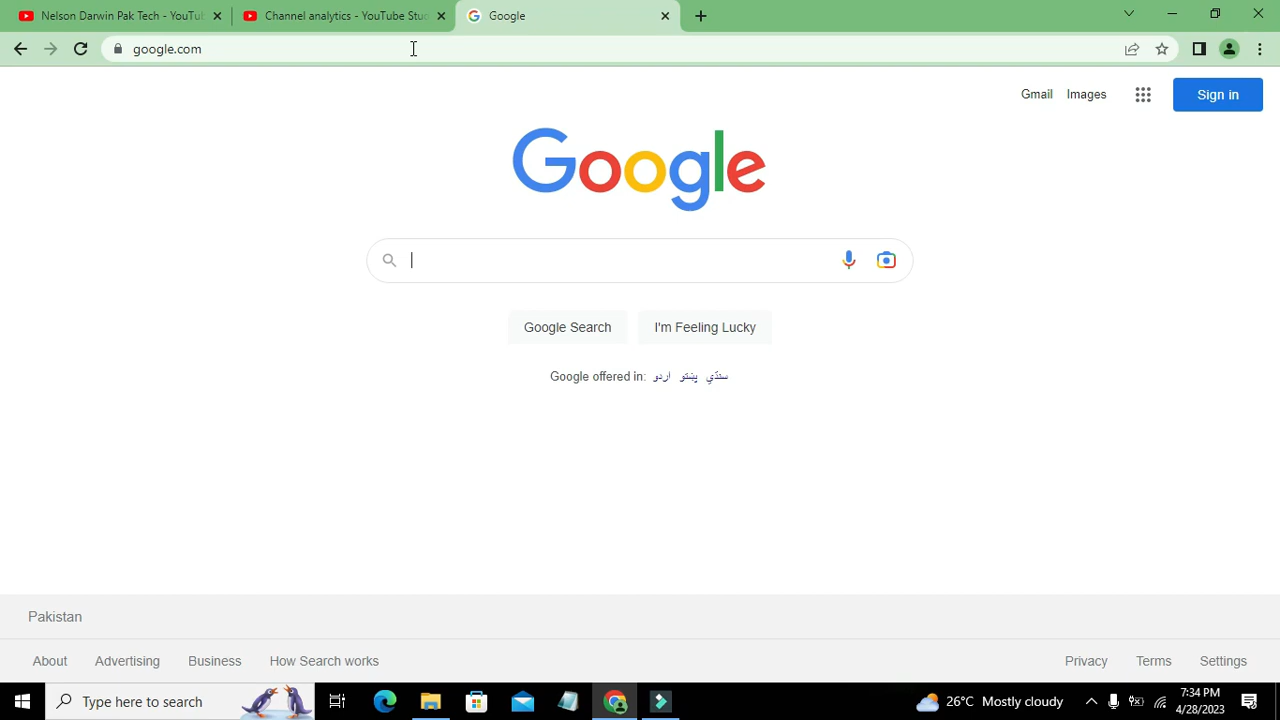 Nelson Darwin Pak Tech - YouTub
Channel analytics - YouTube Stud
Google
google.com
Gmail
Images
Sign in
Google
Google Search
I'm Feeling Lucky
Google offered in: اردو پښتو سنڌي
Pakistan
About
Advertising
Business
How Search works
Privacy
Terms
Settings
Type here to search
26°C Mostly cloudy
7:34 PM
4/28/2023